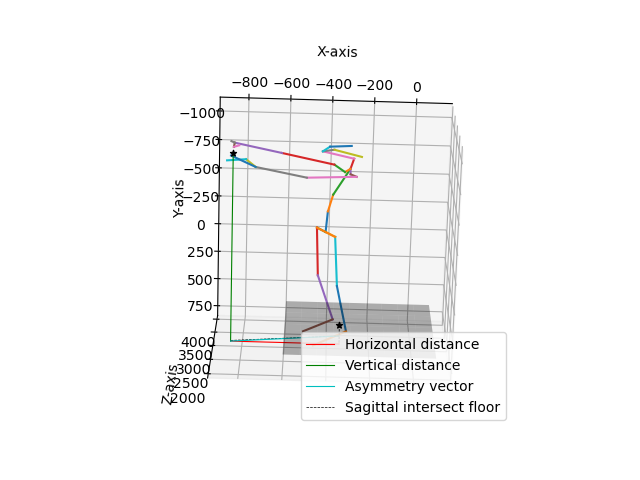 X-axis
−800 −600 −400 −200 0
−1000
−750
−500
−250
0
250
500
750
Y-axis
4000
3500
3000
2500
2000
Z-axis
Horizontal distance
Vertical distance
Asymmetry vector
Sagittal intersect floor